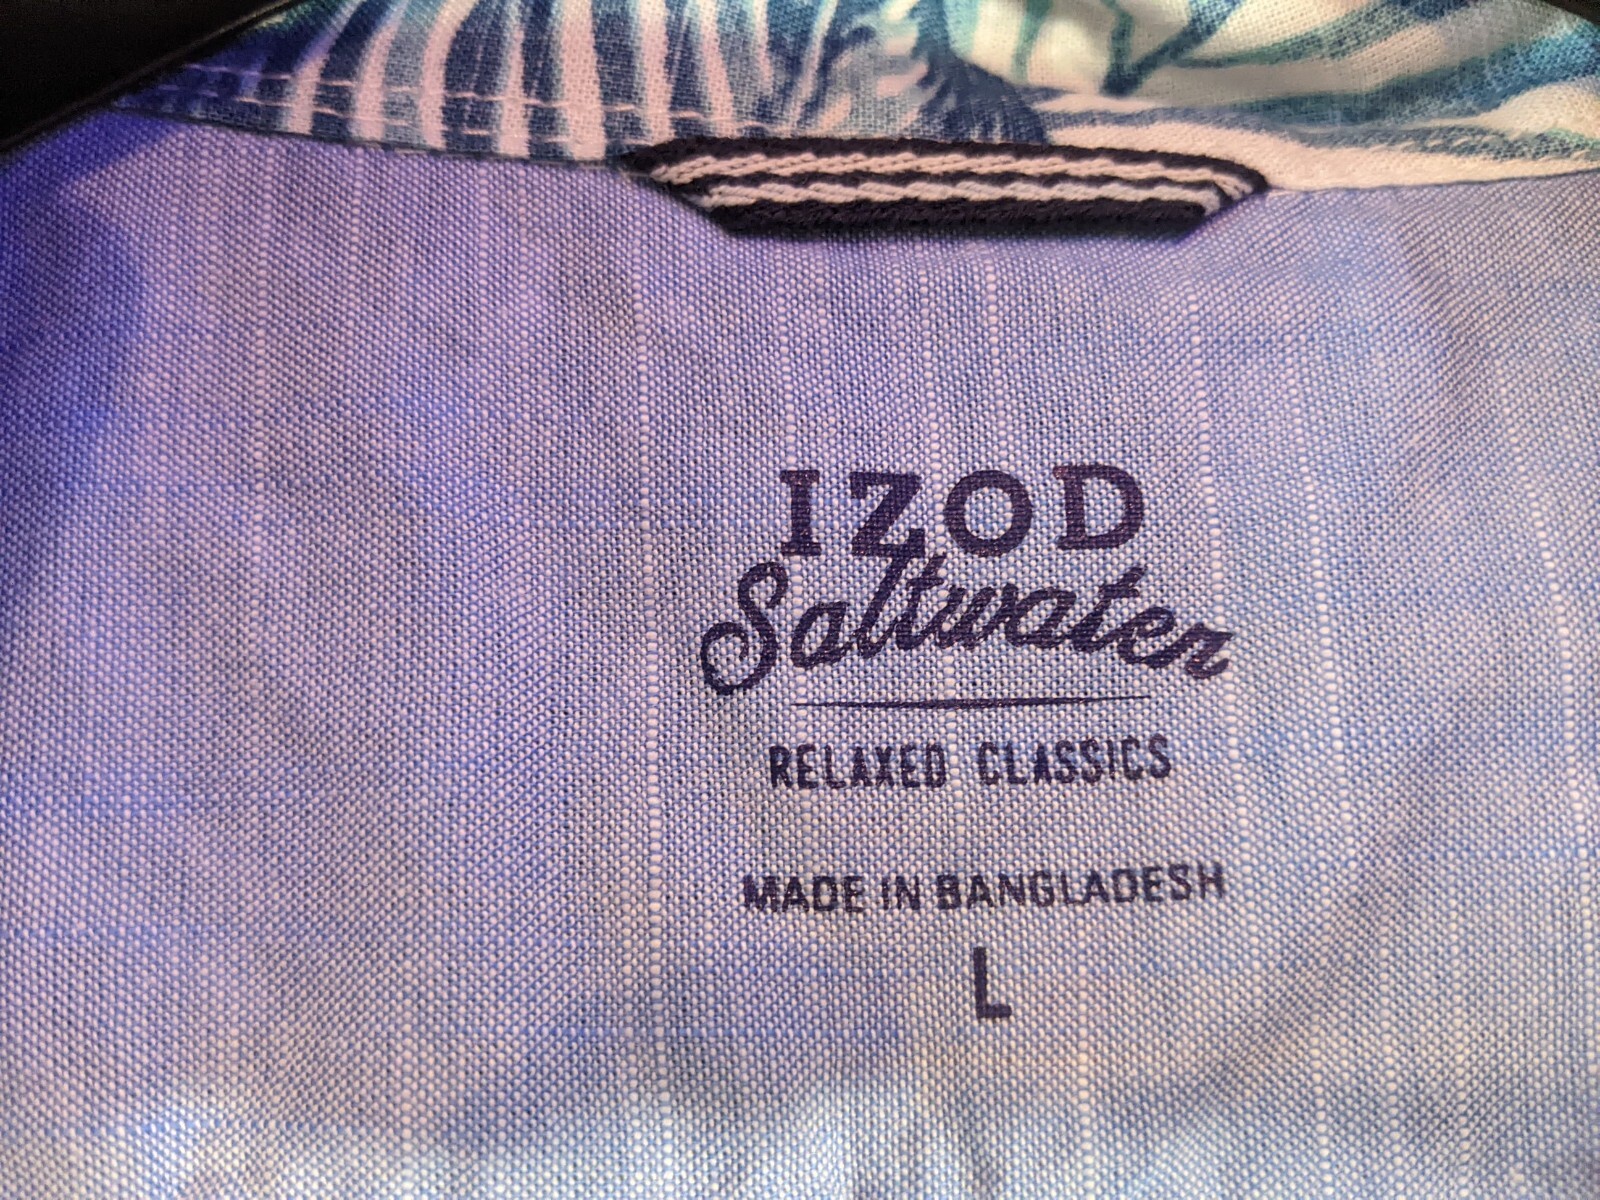 IZOD
Saltwater
RELAXED CLASSICS
MADE IN BANGLADESH
L